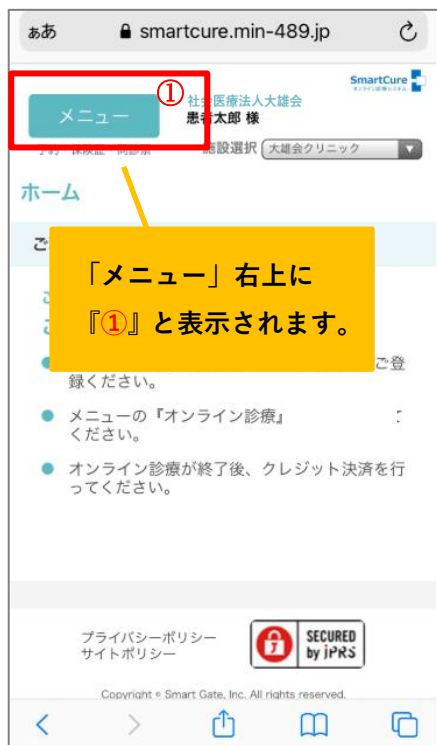 ぁあ smartcure.min-489.jp
SmartCure
① 社会医療法人大雄会
メニュー 患者太郎 様
施設選択 大雄会クリニック
ホーム
ご
「メニュー」右上に
『①』と表示されます。
ご登
録ください。
メニューの『オンライン診療』
ください。
オンライン診療が終了後、クレジット決済を行
ってください。
プライバシーポリシー
サイトポリシー
SECURED
by JPRS
Copyright © Smart Gate, Inc. All rights reserved.